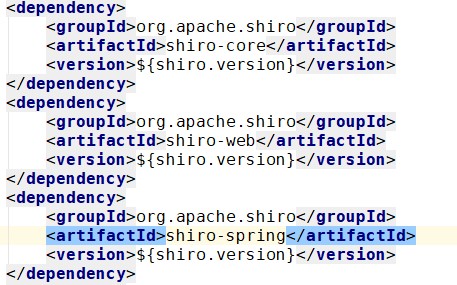 <dependency>
    <groupId>org.apache.shiro</groupId>
    <artifactId>shiro-core</artifactId>
    <version>${shiro.version}</version>
</dependency>
<dependency>
    <groupId>org.apache.shiro</groupId>
    <artifactId>shiro-web</artifactId>
    <version>${shiro.version}</version>
</dependency>
<dependency>
    <groupId>org.apache.shiro</groupId>
    <artifactId>shiro-spring</artifactId>
    <version>${shiro.version}</version>
</dependency>